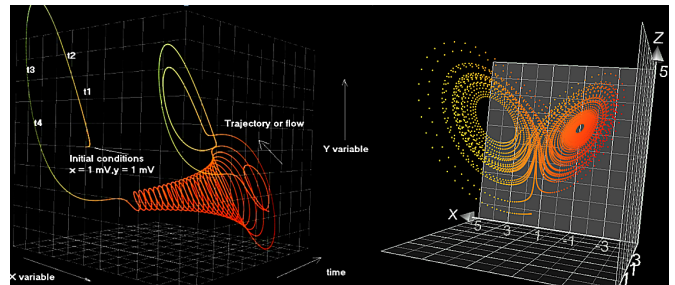 t2
t3
t1
t4
Trajectory or flow
Y variable
Initial conditions
x = 1 mV,y = 1 mV
X variable
time
Z
5
X
-5
3
1
-1
-3
3
1